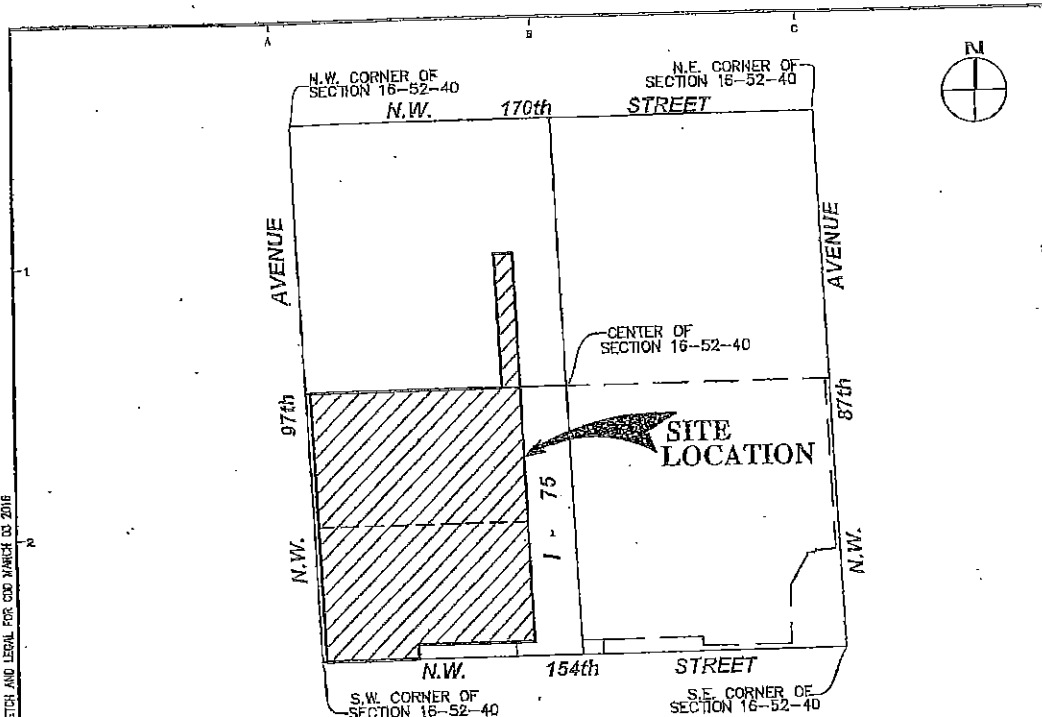 A B C
N
N.W. CORNER OF
SECTION 16-52-40
N.E. CORNER OF
SECTION 16-52-40
N.W. 170th STREET
AVENUE
AVENUE
1
CENTER OF
SECTION 16-52-40
97th
87th
SITE
LOCATION
I - 75
2
N.W.
N.W.
N.W. 154th STREET
S.W. CORNER OF
SECTION 16-52-40
S.E. CORNER OF
SECTION 16-52-40
AND LEGAL FOR CDD MARCH 03 2016